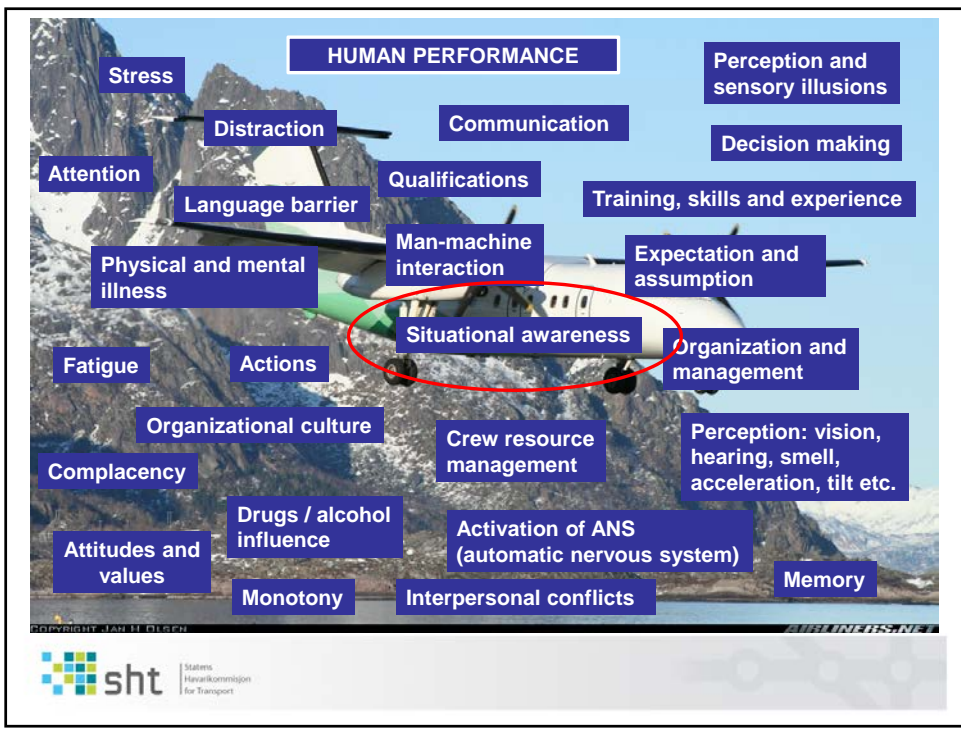 HUMAN PERFORMANCE
Stress
Perception and
sensory illusions
Distraction
Communication
Decision making
Attention
Qualifications
Language barrier
Training, skills and experience
Man-machine
interaction
Physical and mental
illness
Expectation and
assumption
Situational awareness
Organization and
management
Fatigue
Actions
Organizational culture
Crew resource
management
Perception: vision,
hearing, smell,
acceleration, tilt etc.
Complacency
Drugs / alcohol
influence
Activation of ANS
(automatic nervous system)
Attitudes and
values
Memory
Monotony
Interpersonal conflicts
COPYRIGHT JAN H OLSEN
AIRLINERS.NET
sht
Statens
Havarikommisjon
for Transport